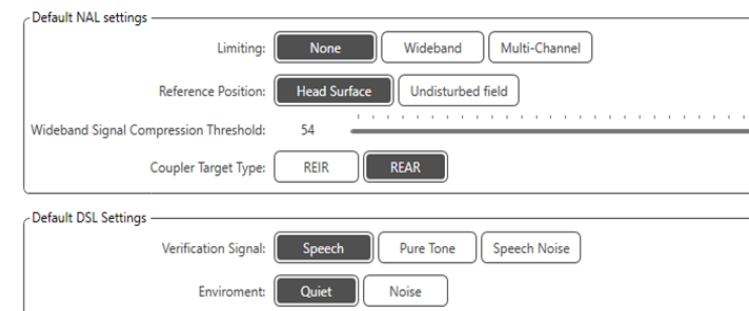 Default NAL settings
Limiting: None Wideband Multi-Channel
Reference Position: Head Surface Undisturbed field
Wideband Signal Compression Threshold: 54
Coupler Target Type: REIR REAR
Default DSL Settings
Verification Signal: Speech Pure Tone Speech Noise
Enviroment: Quiet Noise